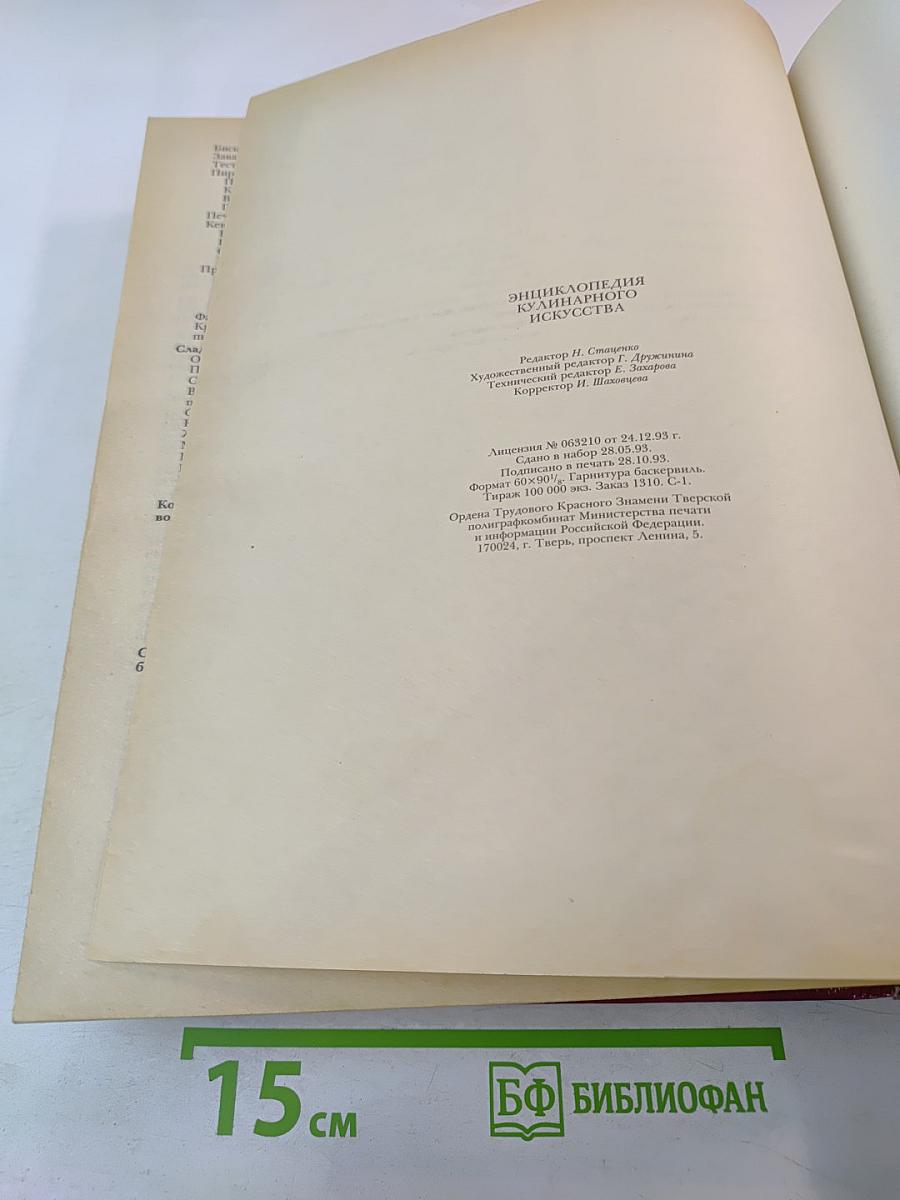 ЭНЦИКЛОПЕДИЯ
КУЛИНАРНОГО
ИСКУССТВА
Редактор Н. Стаценко
Художественный редактор Г. Дружинина
Технический редактор Е. Захарова
Корректор И. Шаховцева
Лицензия № 063210 от 24.12.93 г.
Сдано в набор 28.05.93.
Подписано в печать 28.10.93.
Формат 60×90¹/₈. Гарнитура баскервиль.
Тираж 100 000 экз. Заказ 1310. С-1.
Ордена Трудового Красного Знамени Тверской
полиграфкомбинат Министерства печати
и информации Российской Федерации.
170024, г. Тверь, проспект Ленина, 5.
15 см
БФ БИБЛИОФАН